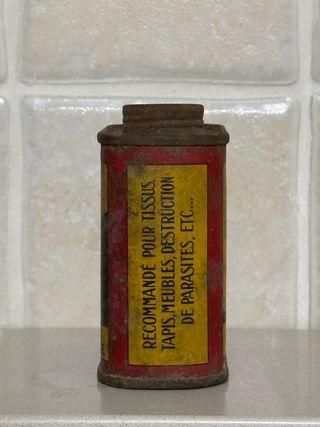 RECOMMANDÉ POUR TISSUS,
TAPIS, MEUBLES, DESTRUCTION
DE PARASITES, ETC....